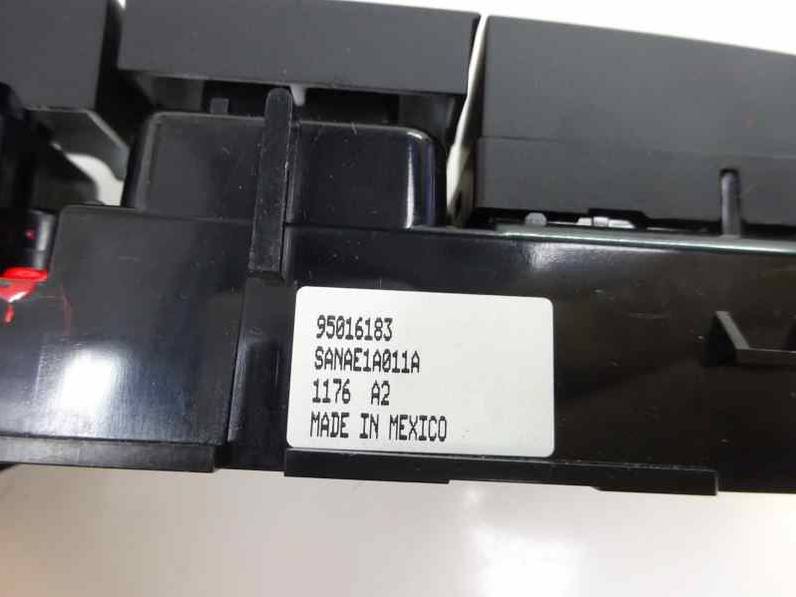 95016183
SANAE1A011A
1176 A2
MADE IN MEXICO